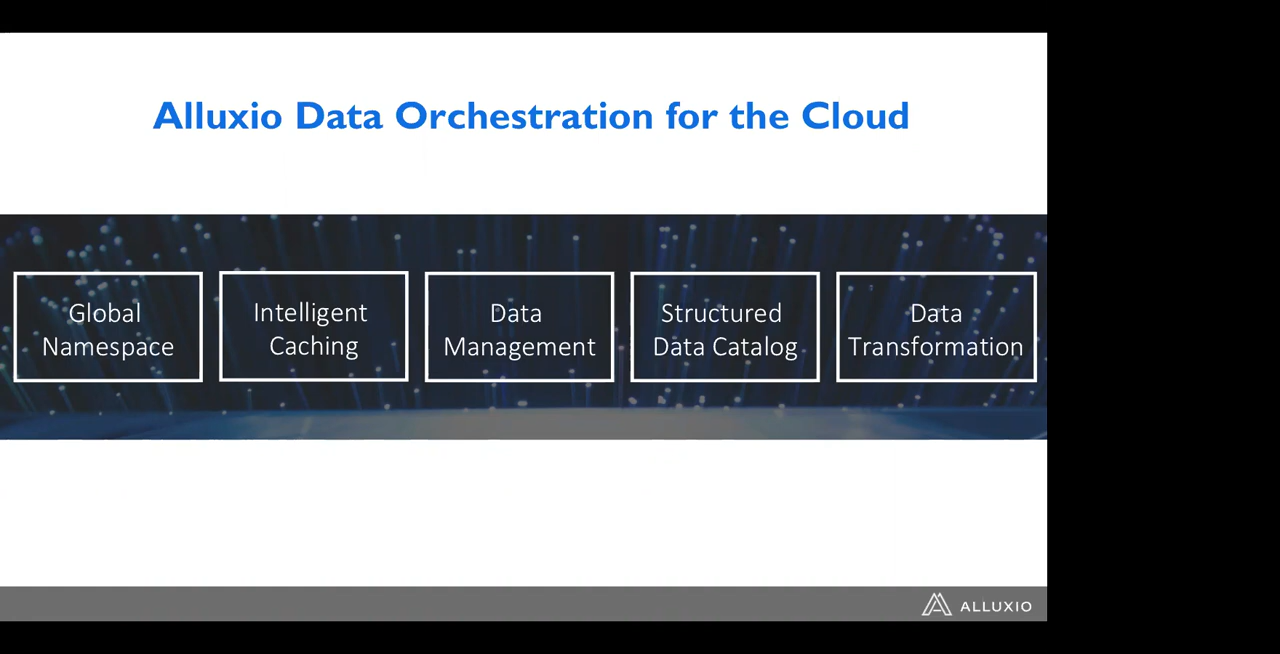 Alluxio Data Orchestration for the Cloud
Global
Namespace
Intelligent
Caching
Data
Management
Structured
Data Catalog
Data
Transformation
ALLUXIO